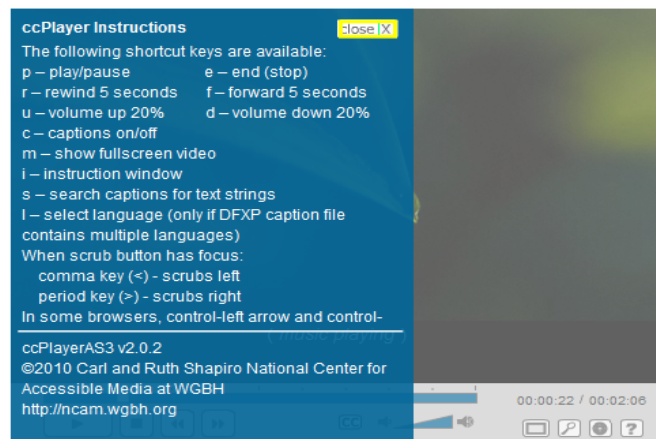 ccPlayer Instructions
close X
The following shortcut keys are available:
p – play/pause e – end (stop)
r – rewind 5 seconds f – forward 5 seconds
u – volume up 20% d – volume down 20%
c – captions on/off
m – show fullscreen video
i – instruction window
s – search captions for text strings
l – select language (only if DFXP caption file
contains multiple languages)
When scrub button has focus:
comma key (<) - scrubs left
period key (>) - scrubs right
In some browsers, control-left arrow and control-
(music playing)
ccPlayerAS3 v2.0.2
©2010 Carl and Ruth Shapiro National Center for
Accessible Media at WGBH
http://ncam.wgbh.org
00:00:22 / 00:02:06
CC
?